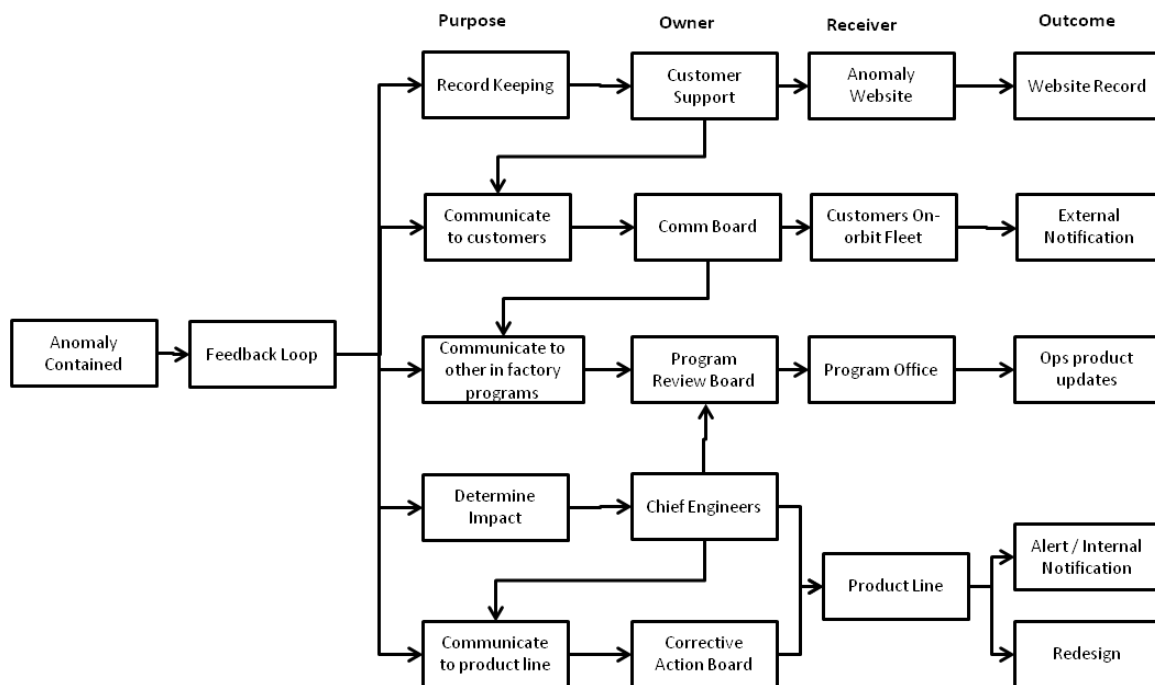 Purpose
Owner
Receiver
Outcome
Record Keeping
Customer
Support
Anomaly
Website
Website Record
Communicate
to customers
Comm Board
Customers On-
orbit Fleet
External
Notification
Anomaly
Contained
Feedback Loop
Communicate to
other in factory
programs
Program
Review Board
Program Office
Ops product
updates
Determine
Impact
Chief Engineers
Product Line
Alert / Internal
Notification
Communicate
to product line
Corrective
Action Board
Redesign